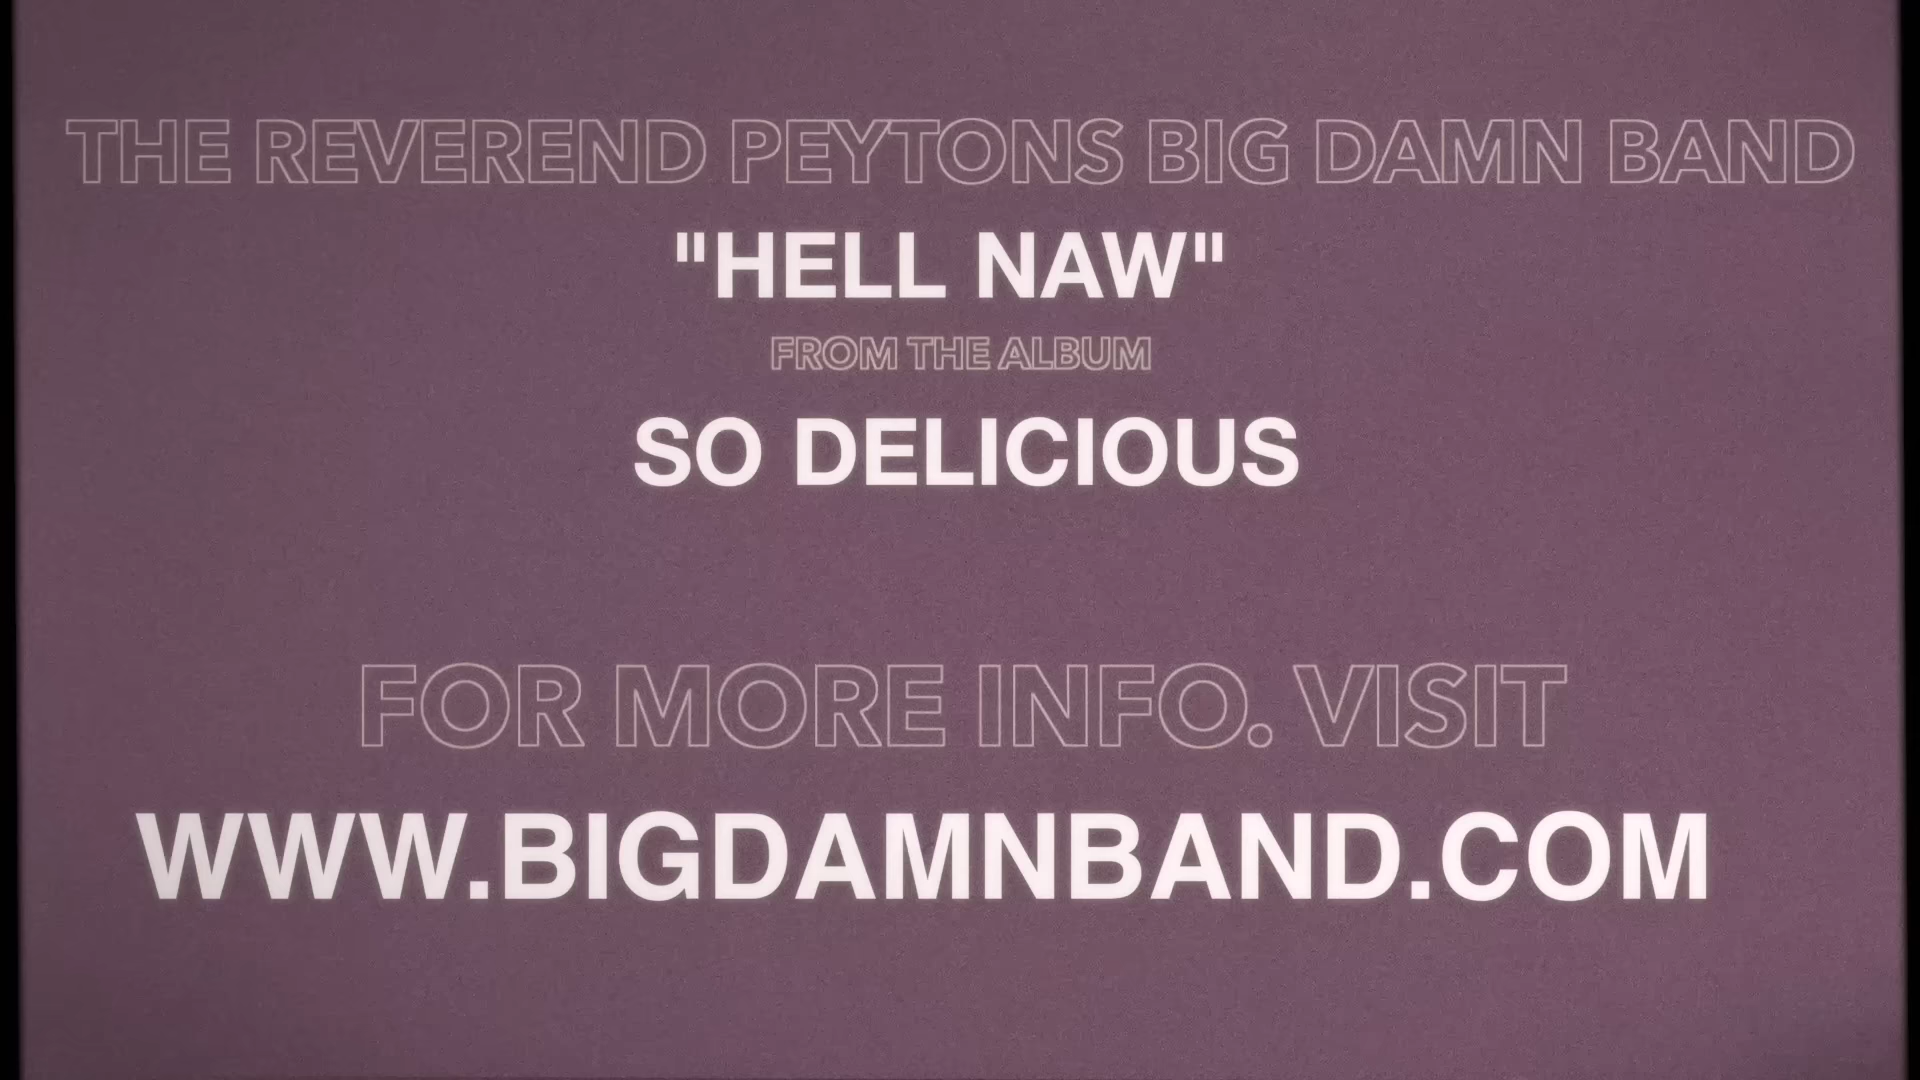 THE REVEREND PEYTONS BIG DAMN BAND
"HELL NAW"
FROM THE ALBUM
SO DELICIOUS
FOR MORE INFO. VISIT
WWW.BIGDAMNBAND.COM